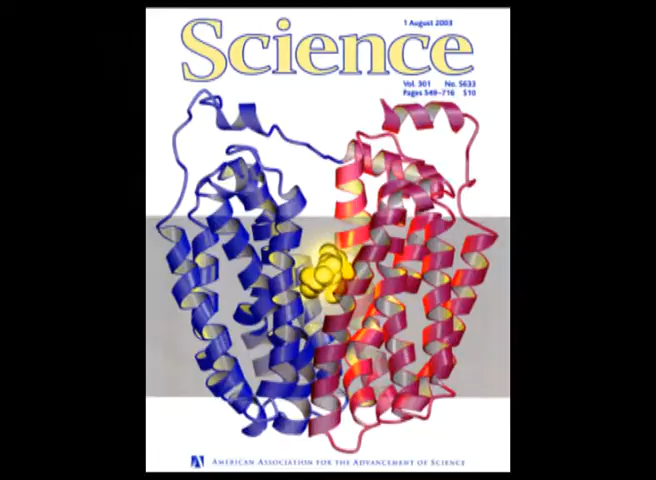 1 August 2003
Science
Vol. 301 No. 5633
Pages 549–716 $10
AMERICAN ASSOCIATION FOR THE ADVANCEMENT OF SCIENCE